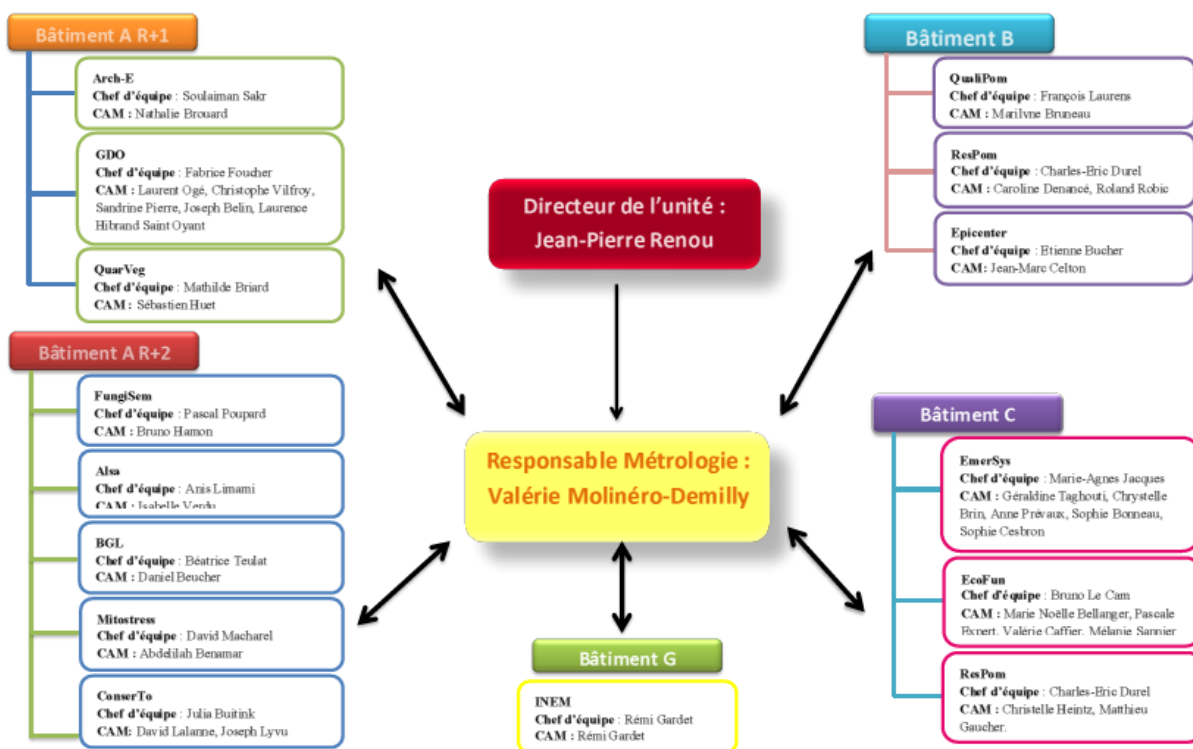 Bâtiment A R+1
Arch-E
Chef d'équipe : Soulaiman Sakr
CAM : Nathalie Brouard
GDO
Chef d'équipe : Fabrice Foucher
CAM : Laurent Ogé, Christophe Vilfroy,
Sandrine Pierre, Joseph Belin, Laurence
Hibrand Saint Oyant
QuarVeg
Chef d'équipe : Mathilde Briard
CAM : Sébastien Huet
Bâtiment A R+2
FungiSem
Chef d'équipe : Pascal Poupard
CAM : Bruno Hamon
Alsa
Chef d'équipe : Anis Limami
CAM : Isabelle Verdu
BGL
Chef d'équipe : Béatrice Teulat
CAM : Daniel Beucher
Mitostress
Chef d'équipe : David Macharel
CAM : Abdelilah Benamar
ConserTo
Chef d'équipe : Julia Buitink
CAM: David Lalanne, Joseph Lyvu
Directeur de l'unité :
Jean-Pierre Renou
Responsable Métrologie :
Valérie Molinéro-Demilly
Bâtiment G
INEM
Chef d'équipe : Rémi Gardet
CAM : Rémi Gardet
Bâtiment B
QualiPom
Chef d'équipe : François Laurens
CAM : Marilyne Bruneau
ResPom
Chef d'équipe : Charles-Eric Durel
CAM : Caroline Denancé, Roland Robic
Epicenter
Chef d'équipe : Etienne Bucher
CAM: Jean-Marc Celton
Bâtiment C
EmerSys
Chef d'équipe : Marie-Agnes Jacques
CAM : Géraldine Taghouti, Chrystelle
Brin, Anne Prévaux, Sophie Bonneau,
Sophie Cesbron
EcoFun
Chef d'équipe : Bruno Le Cam
CAM : Marie Noëlle Bellanger, Pascale
Expert, Valérie Caffier, Mélanie Sannier
ResPom
Chef d'équipe : Charles-Eric Durel
CAM : Christelle Heintz, Matthieu
Gaucher.